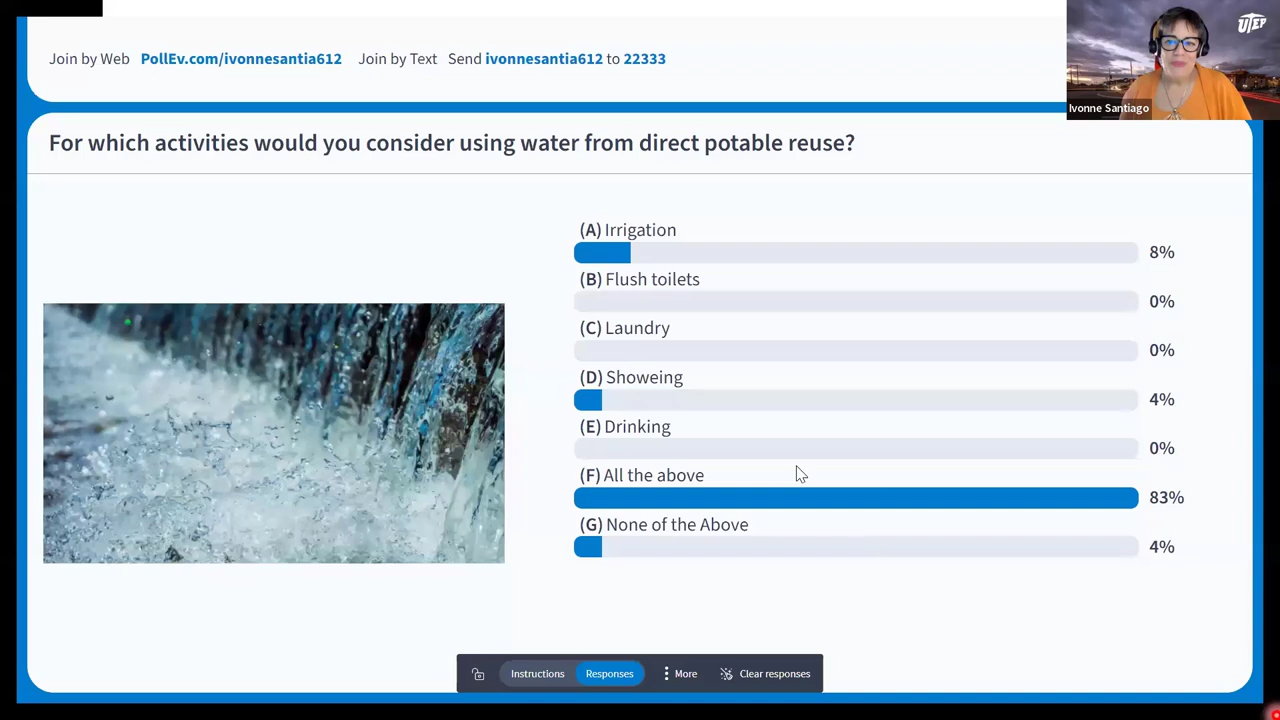 Join by Web PollEv.com/ivonnesantia612 Join by Text Send ivonnesantia612 to 22333
UTEP
Ivonne Santiago
For which activities would you consider using water from direct potable reuse?
(A) Irrigation
8%
(B) Flush toilets
0%
(C) Laundry
0%
(D) Showeing
4%
(E) Drinking
0%
(F) All the above
83%
(G) None of the Above
4%
Instructions Responses More Clear responses